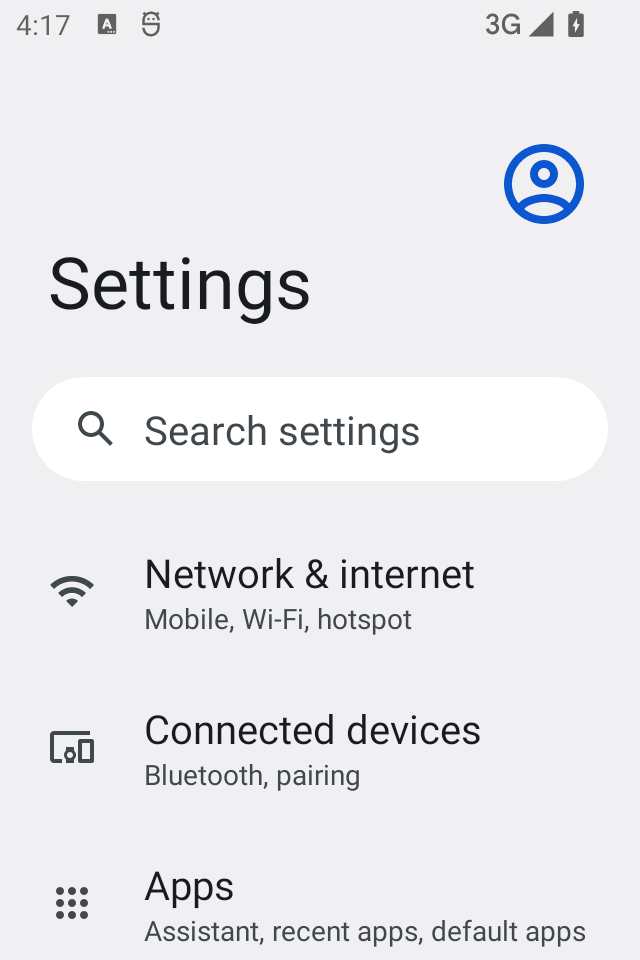 4:17
3G
Settings
Search settings
Network & internet
Mobile, Wi-Fi, hotspot
Connected devices
Bluetooth, pairing
Apps
Assistant, recent apps, default apps